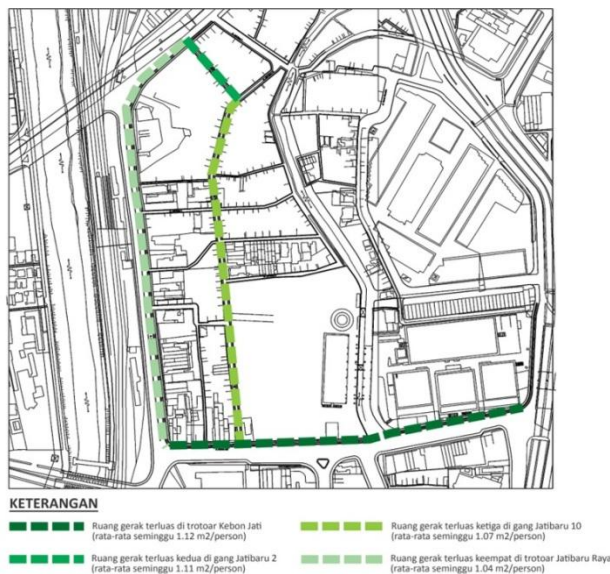 KETERANGAN
Ruang gerak terluas di trotoar Kebon Jati
(rata-rata seminggu 1.12 m2/person)
Ruang gerak terluas kedua di gang Jatibaru 2
(rata-rata seminggu 1.11 m2/person)
Ruang gerak terluas ketiga di gang Jatibaru 10
(rata-rata seminggu 1.07 m2/person)
Ruang gerak terluas keempat di trotoar Jatibaru Raya
(rata-rata seminggu 1.04 m2/person)